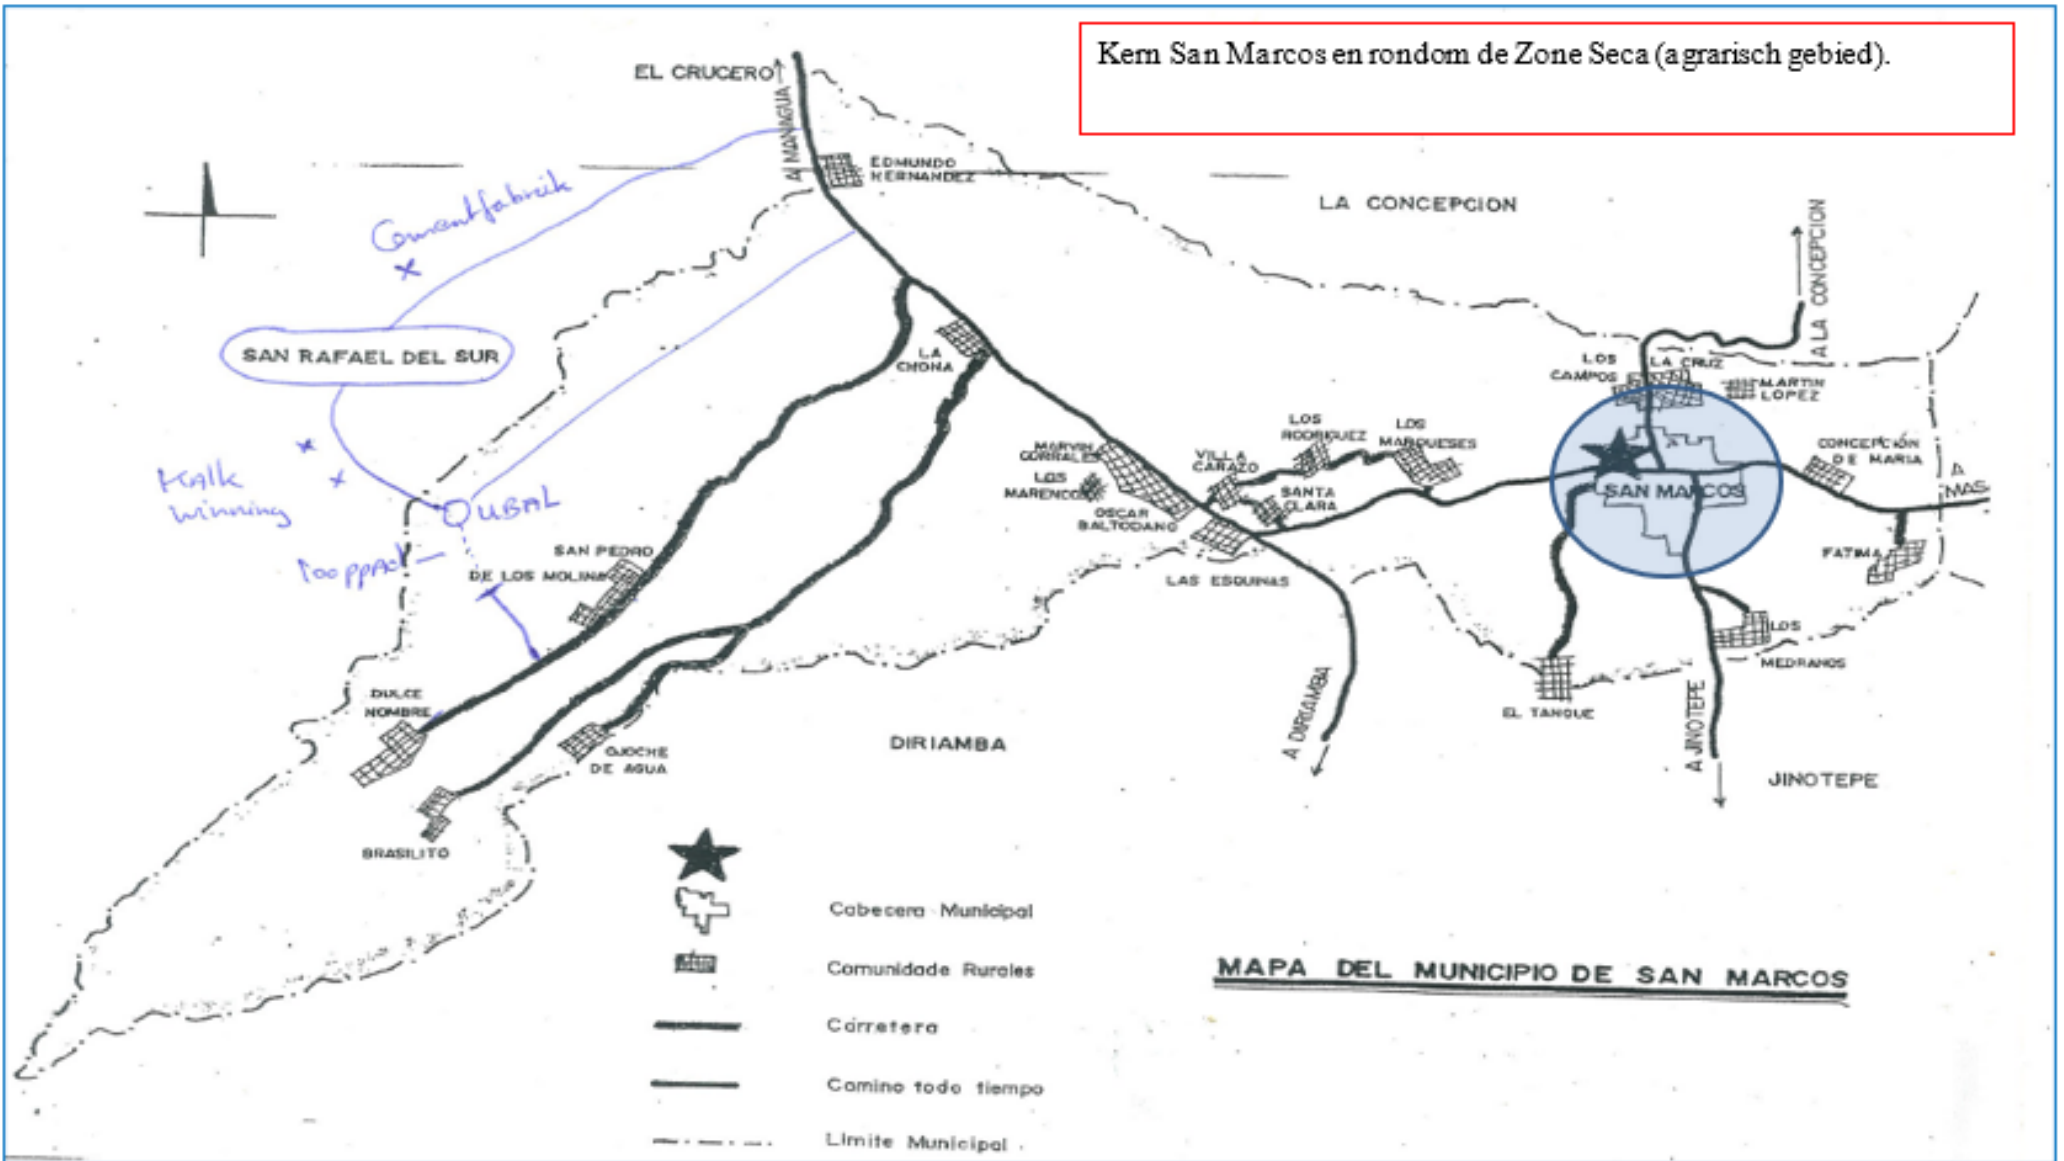 Kern San Marcos en rondom de Zone Seca (agrarisch gebied).
EL CRUCERO
A MANAGUA
EDMUNDO
HERNANDEZ
LA CONCEPCION
A LA CONCEPCION
Cementfabriek
SAN RAFAEL DEL SUR
LA
CHONA
LOS
CAMPOS
LA CRUZ
MARTIN
LOPEZ
MARVIN
CORRALES
LOS
MARENCO
OSCAR
BALTODANO
VILLA
CARAZO
LOS
RODRIGUEZ
LOS
MARQUESES
SANTA
CLARA
LAS ESQUINAS
SAN MARCOS
CONCEPCIÓN
DE MARIA
A
MAS
FATIMA
LOS
MEDRANOS
EL TANQUE
A JINOTEPE
JINOTEPE
A DIRIAMBA
DIRIAMBA
Kalk
winning
UBAL
SAN PEDRO
DE LOS MOLINA
DULCE
NOMBRE
OJOCHE
DE AGUA
BRASILITO
Cabecera Municipal
Comunidade Rurales
Carretera
Camino todo tiempo
Limite Municipal
MAPA DEL MUNICIPIO DE SAN MARCOS